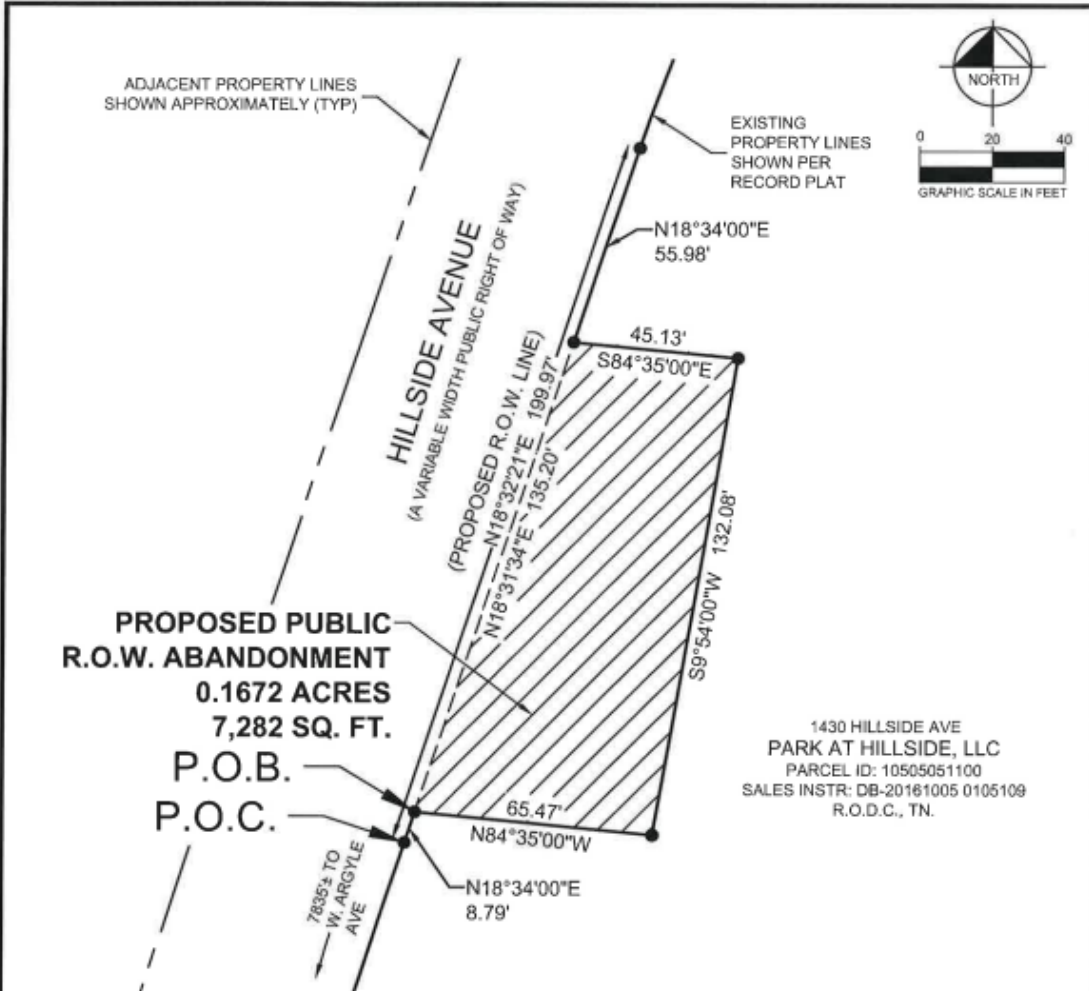 ADJACENT PROPERTY LINES
SHOWN APPROXIMATELY (TYP)
NORTH
0 20 40
GRAPHIC SCALE IN FEET
EXISTING
PROPERTY LINES
SHOWN PER
RECORD PLAT
N18°34'00"E
55.98'
HILLSIDE AVENUE
(A VARIABLE WIDTH PUBLIC RIGHT OF WAY)
(PROPOSED R.O.W. LINE)
N18°32'21"E 199.97'
N18°31'34"E 135.20'
45.13'
S84°35'00"E
S9°54'00"W 132.08'
PROPOSED PUBLIC
R.O.W. ABANDONMENT
0.1672 ACRES
7,282 SQ. FT.
P.O.B.
P.O.C.
65.47'
N84°35'00"W
N18°34'00"E
8.79'
7835'± TO
W. ARGYLE
AVE
1430 HILLSIDE AVE
PARK AT HILLSIDE, LLC
PARCEL ID: 10505051100
SALES INSTR: DB-20161005 0105109
R.O.D.C., TN.